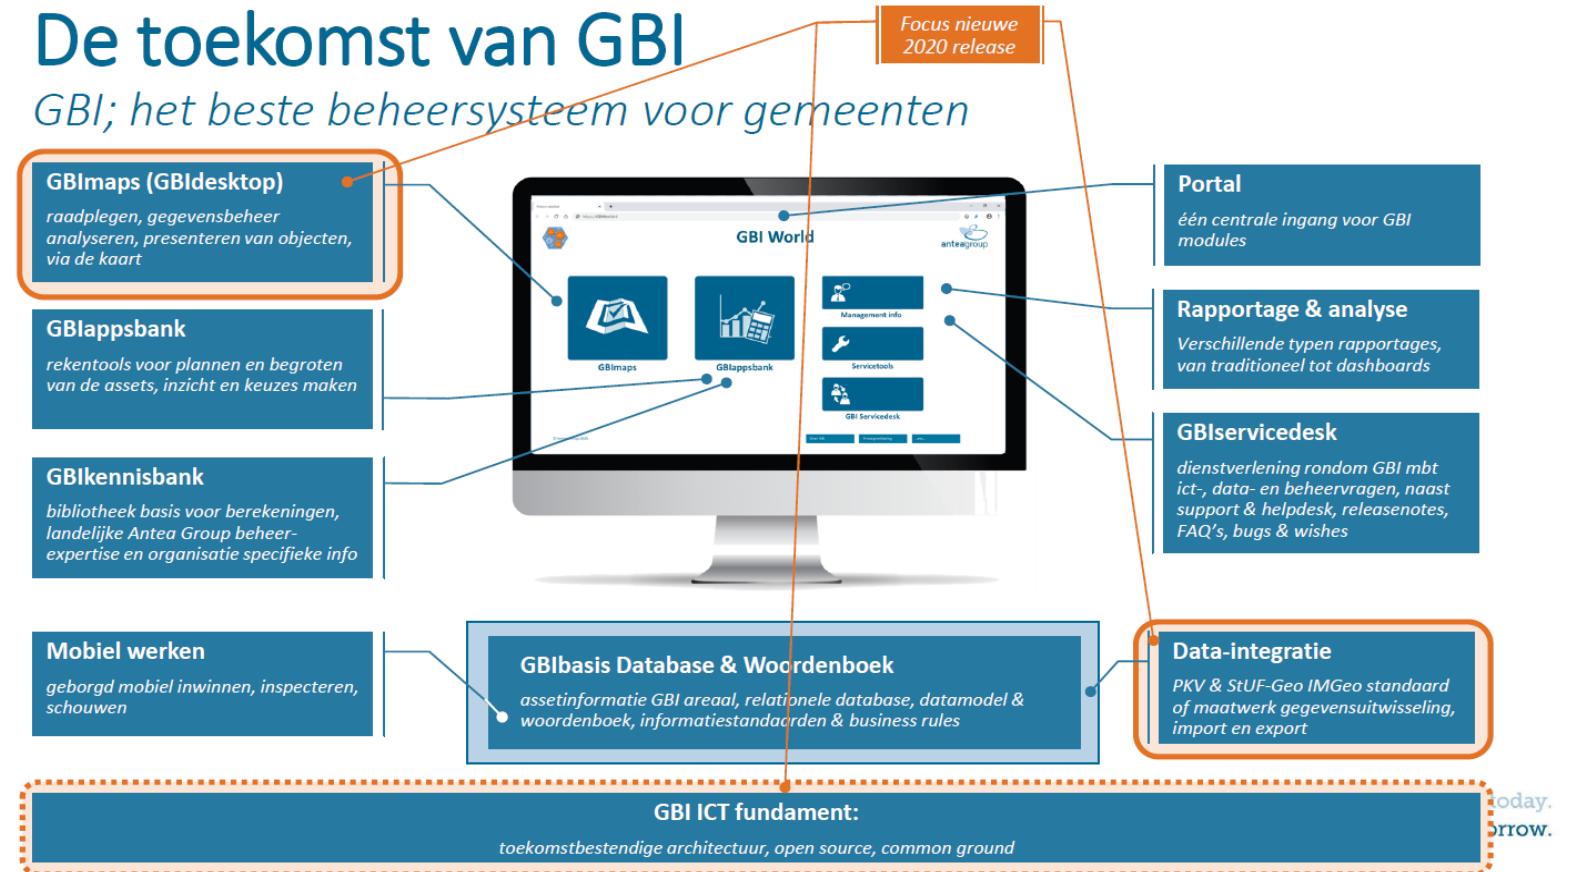 De toekomst van GBI
GBI; het beste beheersysteem voor gemeenten
Focus nieuwe
2020 release
GBImaps (GBIdesktop)
raadplegen, gegevensbeheer
analyseren, presenteren van objecten,
via de kaart
GBIappsbank
rekentools voor plannen en begroten
van de assets, inzicht en keuzes maken
GBIkennisbank
bibliotheek basis voor berekeningen,
landelijke Antea Group beheer-
expertise en organisatie specifieke info
Mobiel werken
geborgd mobiel inwinnen, inspecteren,
schouwen
GBI World
anteagroup
GBImaps
GBIappsbank
Management info
Servicetools
GBI Servicedesk
Portal
één centrale ingang voor GBI
modules
Rapportage & analyse
Verschillende typen rapportages,
van traditioneel tot dashboards
GBIservicedesk
dienstverlening rondom GBI mbt
ict-, data- en beheervragen, naast
support & helpdesk, releasenotes,
FAQ's, bugs & wishes
GBIbasis Database & Woordenboek
assetinformatie GBI areaal, relationele database, datamodel &
woordenboek, informatiestandaarden & business rules
Data-integratie
PKV & StUF-Geo IMGeo standaard
of maatwerk gegevensuitwisseling,
import en export
GBI ICT fundament:
toekomstbestendige architectuur, open source, common ground
today.
orrow.